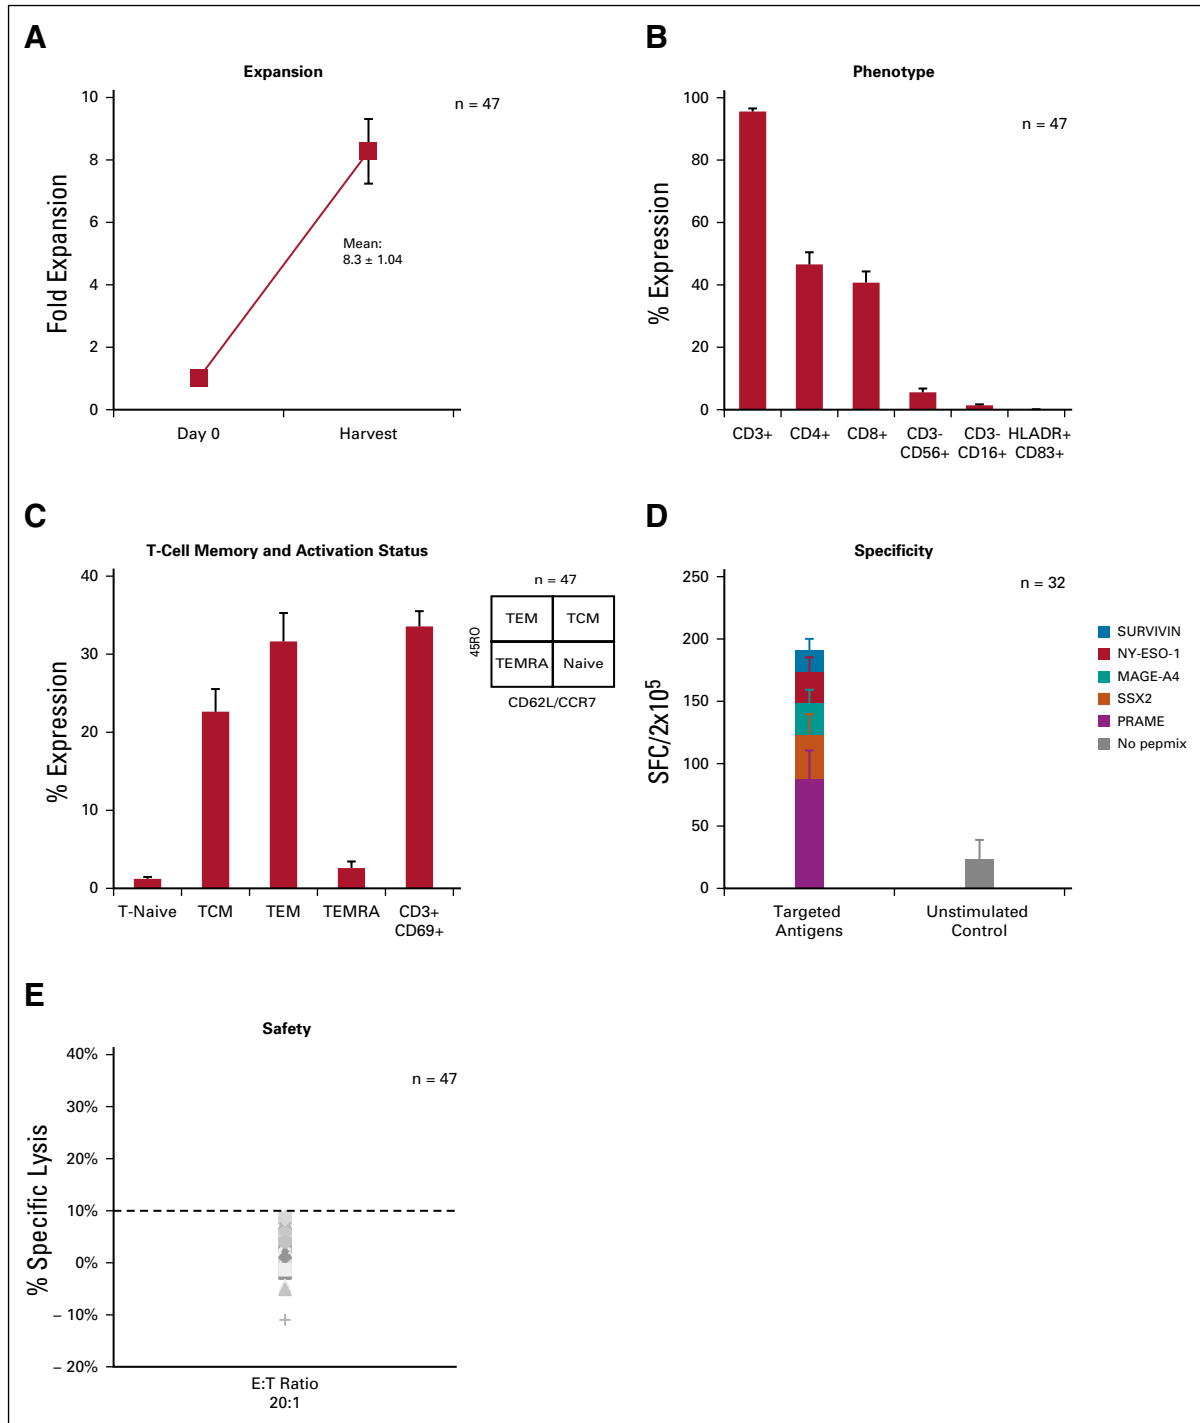 A
Expansion
n = 47
Fold Expansion
10
8
6
4
2
0
Mean:
8.3 ± 1.04
Day 0
Harvest
B
Phenotype
n = 47
% Expression
100
80
60
40
20
0
CD3+
CD4+
CD8+
CD3-
CD56+
CD3-
CD16+
HLADR+
CD83+
C
T-Cell Memory and Activation Status
% Expression
40
30
20
10
0
T-Naive
TCM
TEM
TEMRA
CD3+
CD69+
n = 47
45RO
TEM
TCM
TEMRA
Naive
CD62L/CCR7
D
Specificity
n = 32
SFC/2x10⁵
250
200
150
100
50
0
Targeted
Antigens
Unstimulated
Control
SURVIVIN
NY-ESO-1
MAGE-A4
SSX2
PRAME
No pepmix
E
Safety
n = 47
% Specific Lysis
40%
30%
20%
10%
0%
– 10%
– 20%
E:T Ratio
20:1